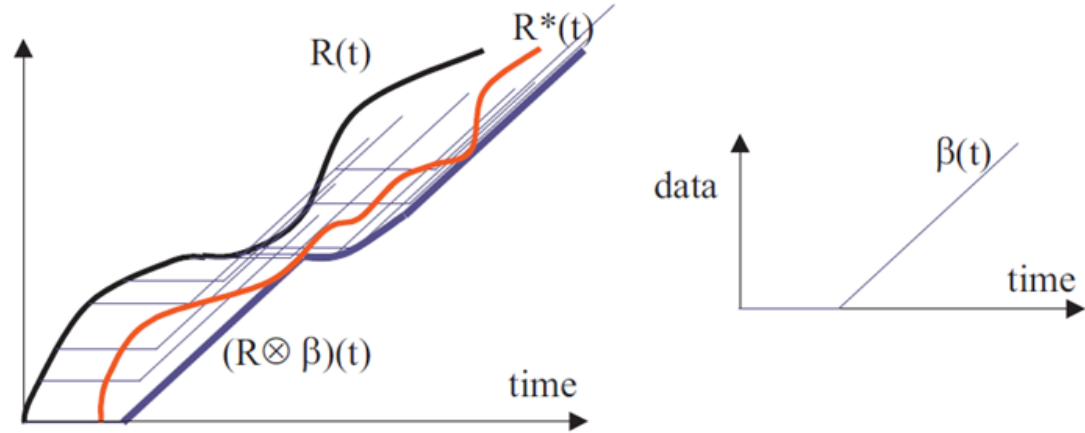 R(t)
R*(t)
(R⊗ β)(t)
time
data
β(t)
time